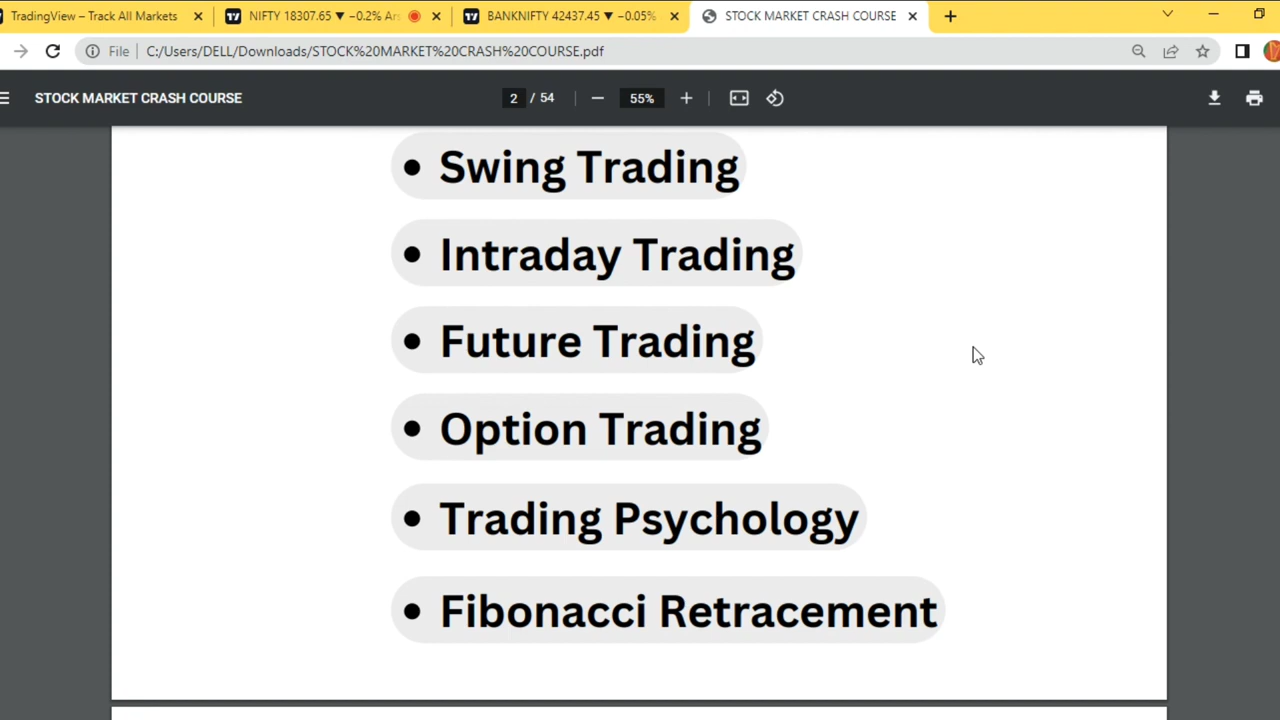 TradingView – Track All Markets
NIFTY 18307.65 ▼ −0.2%
BANKNIFTY 42437.45 ▼ −0.05%
STOCK MARKET CRASH COURSE
File
C:/Users/DELL/Downloads/STOCK%20MARKET%20CRASH%20COURSE.pdf
STOCK MARKET CRASH COURSE
2 / 54
55%
• Swing Trading
• Intraday Trading
• Future Trading
• Option Trading
• Trading Psychology
• Fibonacci Retracement